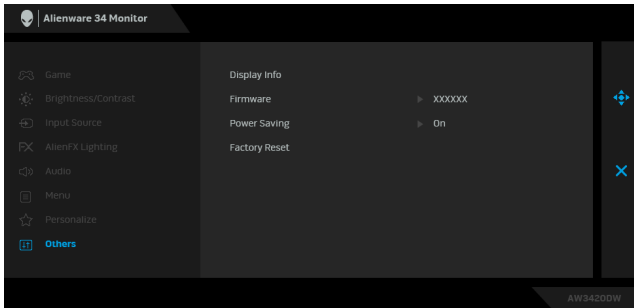 Alienware 34 Monitor
Game
Brightness/Contrast
Input Source
AlienFX Lighting
Audio
Menu
Personalize
Others
Display Info
Firmware XXXXXX
Power Saving On
Factory Reset
AW3420DW